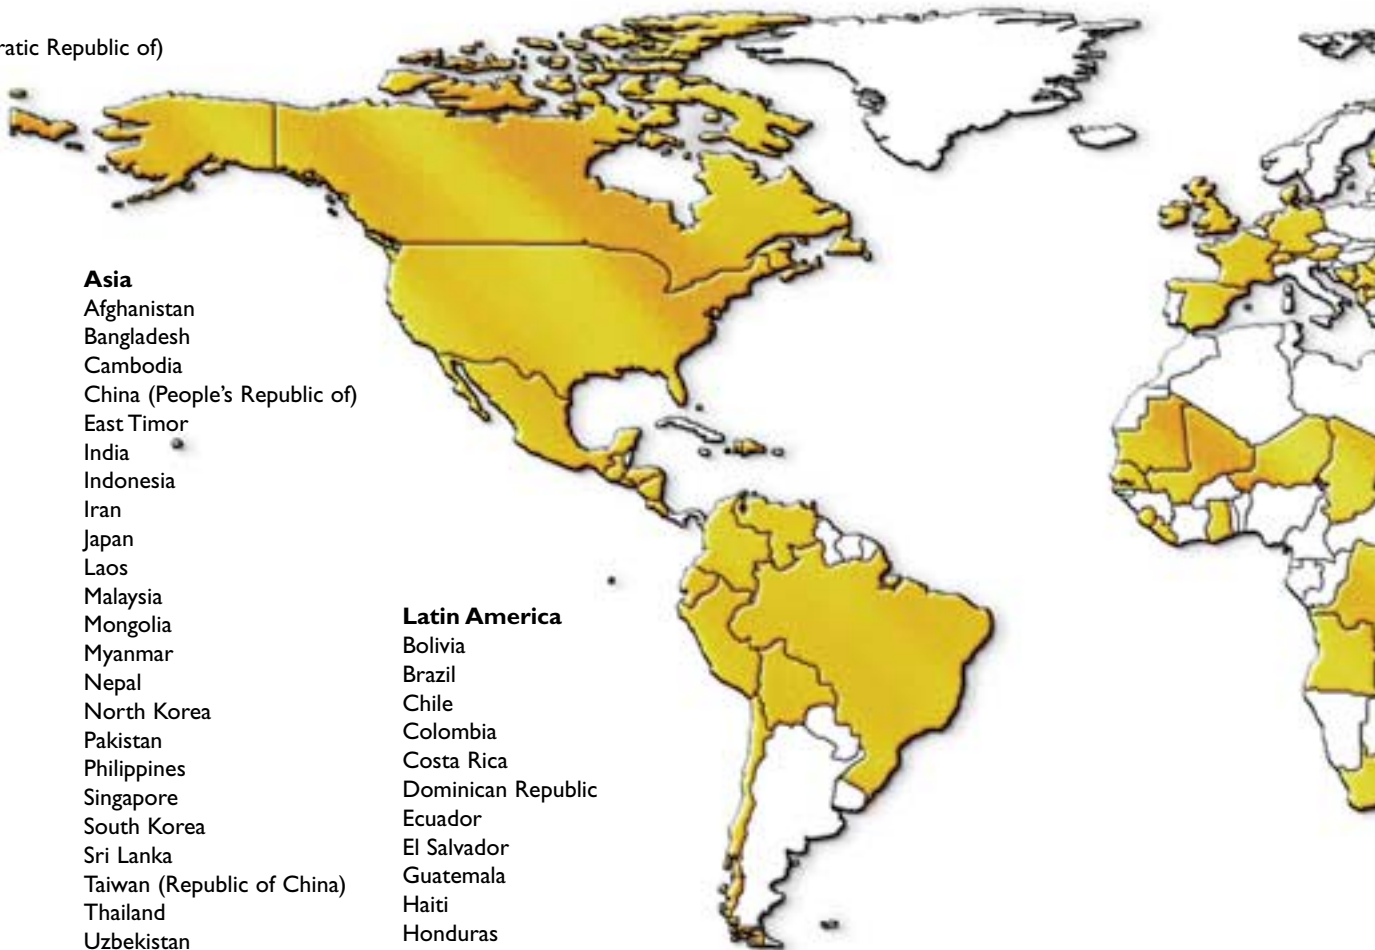 ratic Republic of)
Asia
Afghanistan
Bangladesh
Cambodia
China (People's Republic of)
East Timor
India
Indonesia
Iran
Japan
Laos
Malaysia
Mongolia
Myanmar
Nepal
North Korea
Pakistan
Philippines
Singapore
South Korea
Sri Lanka
Taiwan (Republic of China)
Thailand
Uzbekistan
Latin America
Bolivia
Brazil
Chile
Colombia
Costa Rica
Dominican Republic
Ecuador
El Salvador
Guatemala
Haiti
Honduras